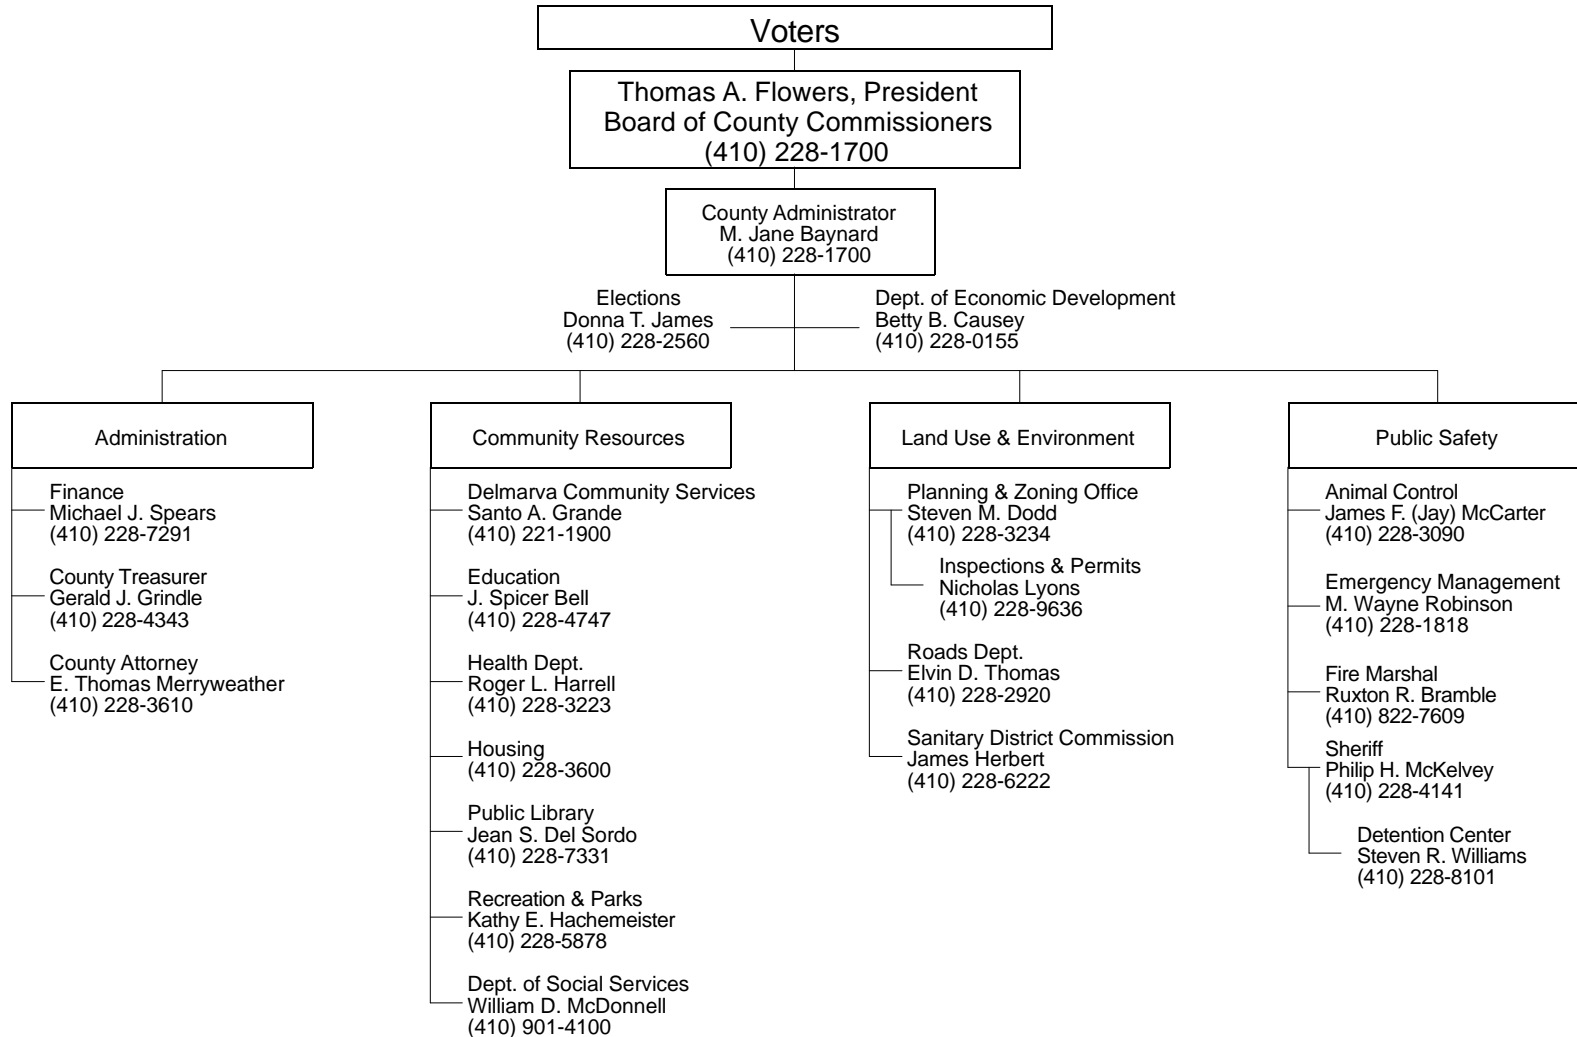 Voters
Thomas A. Flowers, President
Board of County Commissioners
(410) 228-1700
County Administrator
M. Jane Baynard
(410) 228-1700
Elections
Donna T. James
(410) 228-2560
Dept. of Economic Development
Betty B. Causey
(410) 228-0155
Administration
Finance
Michael J. Spears
(410) 228-7291
County Treasurer
Gerald J. Grindle
(410) 228-4343
County Attorney
E. Thomas Merryweather
(410) 228-3610
Community Resources
Delmarva Community Services
Santo A. Grande
(410) 221-1900
Education
J. Spicer Bell
(410) 228-4747
Health Dept.
Roger L. Harrell
(410) 228-3223
Housing
(410) 228-3600
Public Library
Jean S. Del Sordo
(410) 228-7331
Recreation & Parks
Kathy E. Hachemeister
(410) 228-5878
Dept. of Social Services
William D. McDonnell
(410) 901-4100
Land Use & Environment
Planning & Zoning Office
Steven M. Dodd
(410) 228-3234
Inspections & Permits
Nicholas Lyons
(410) 228-9636
Roads Dept.
Elvin D. Thomas
(410) 228-2920
Sanitary District Commission
James Herbert
(410) 228-6222
Public Safety
Animal Control
James F. (Jay) McCarter
(410) 228-3090
Emergency Management
M. Wayne Robinson
(410) 228-1818
Fire Marshal
Ruxton R. Bramble
(410) 822-7609
Sheriff
Philip H. McKelvey
(410) 228-4141
Detention Center
Steven R. Williams
(410) 228-8101